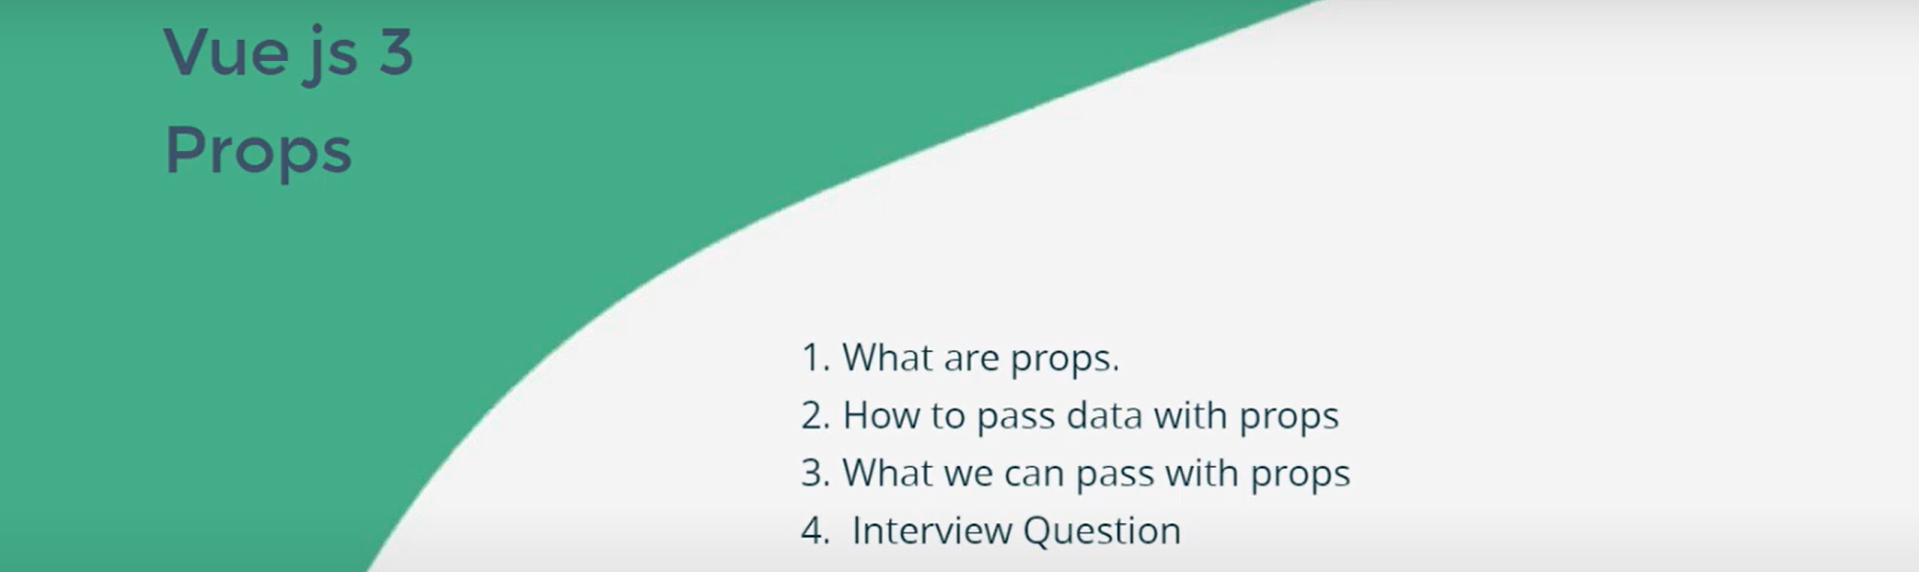 Vue js 3
Props
1. What are props.
2. How to pass data with props
3. What we can pass with props
4. Interview Question